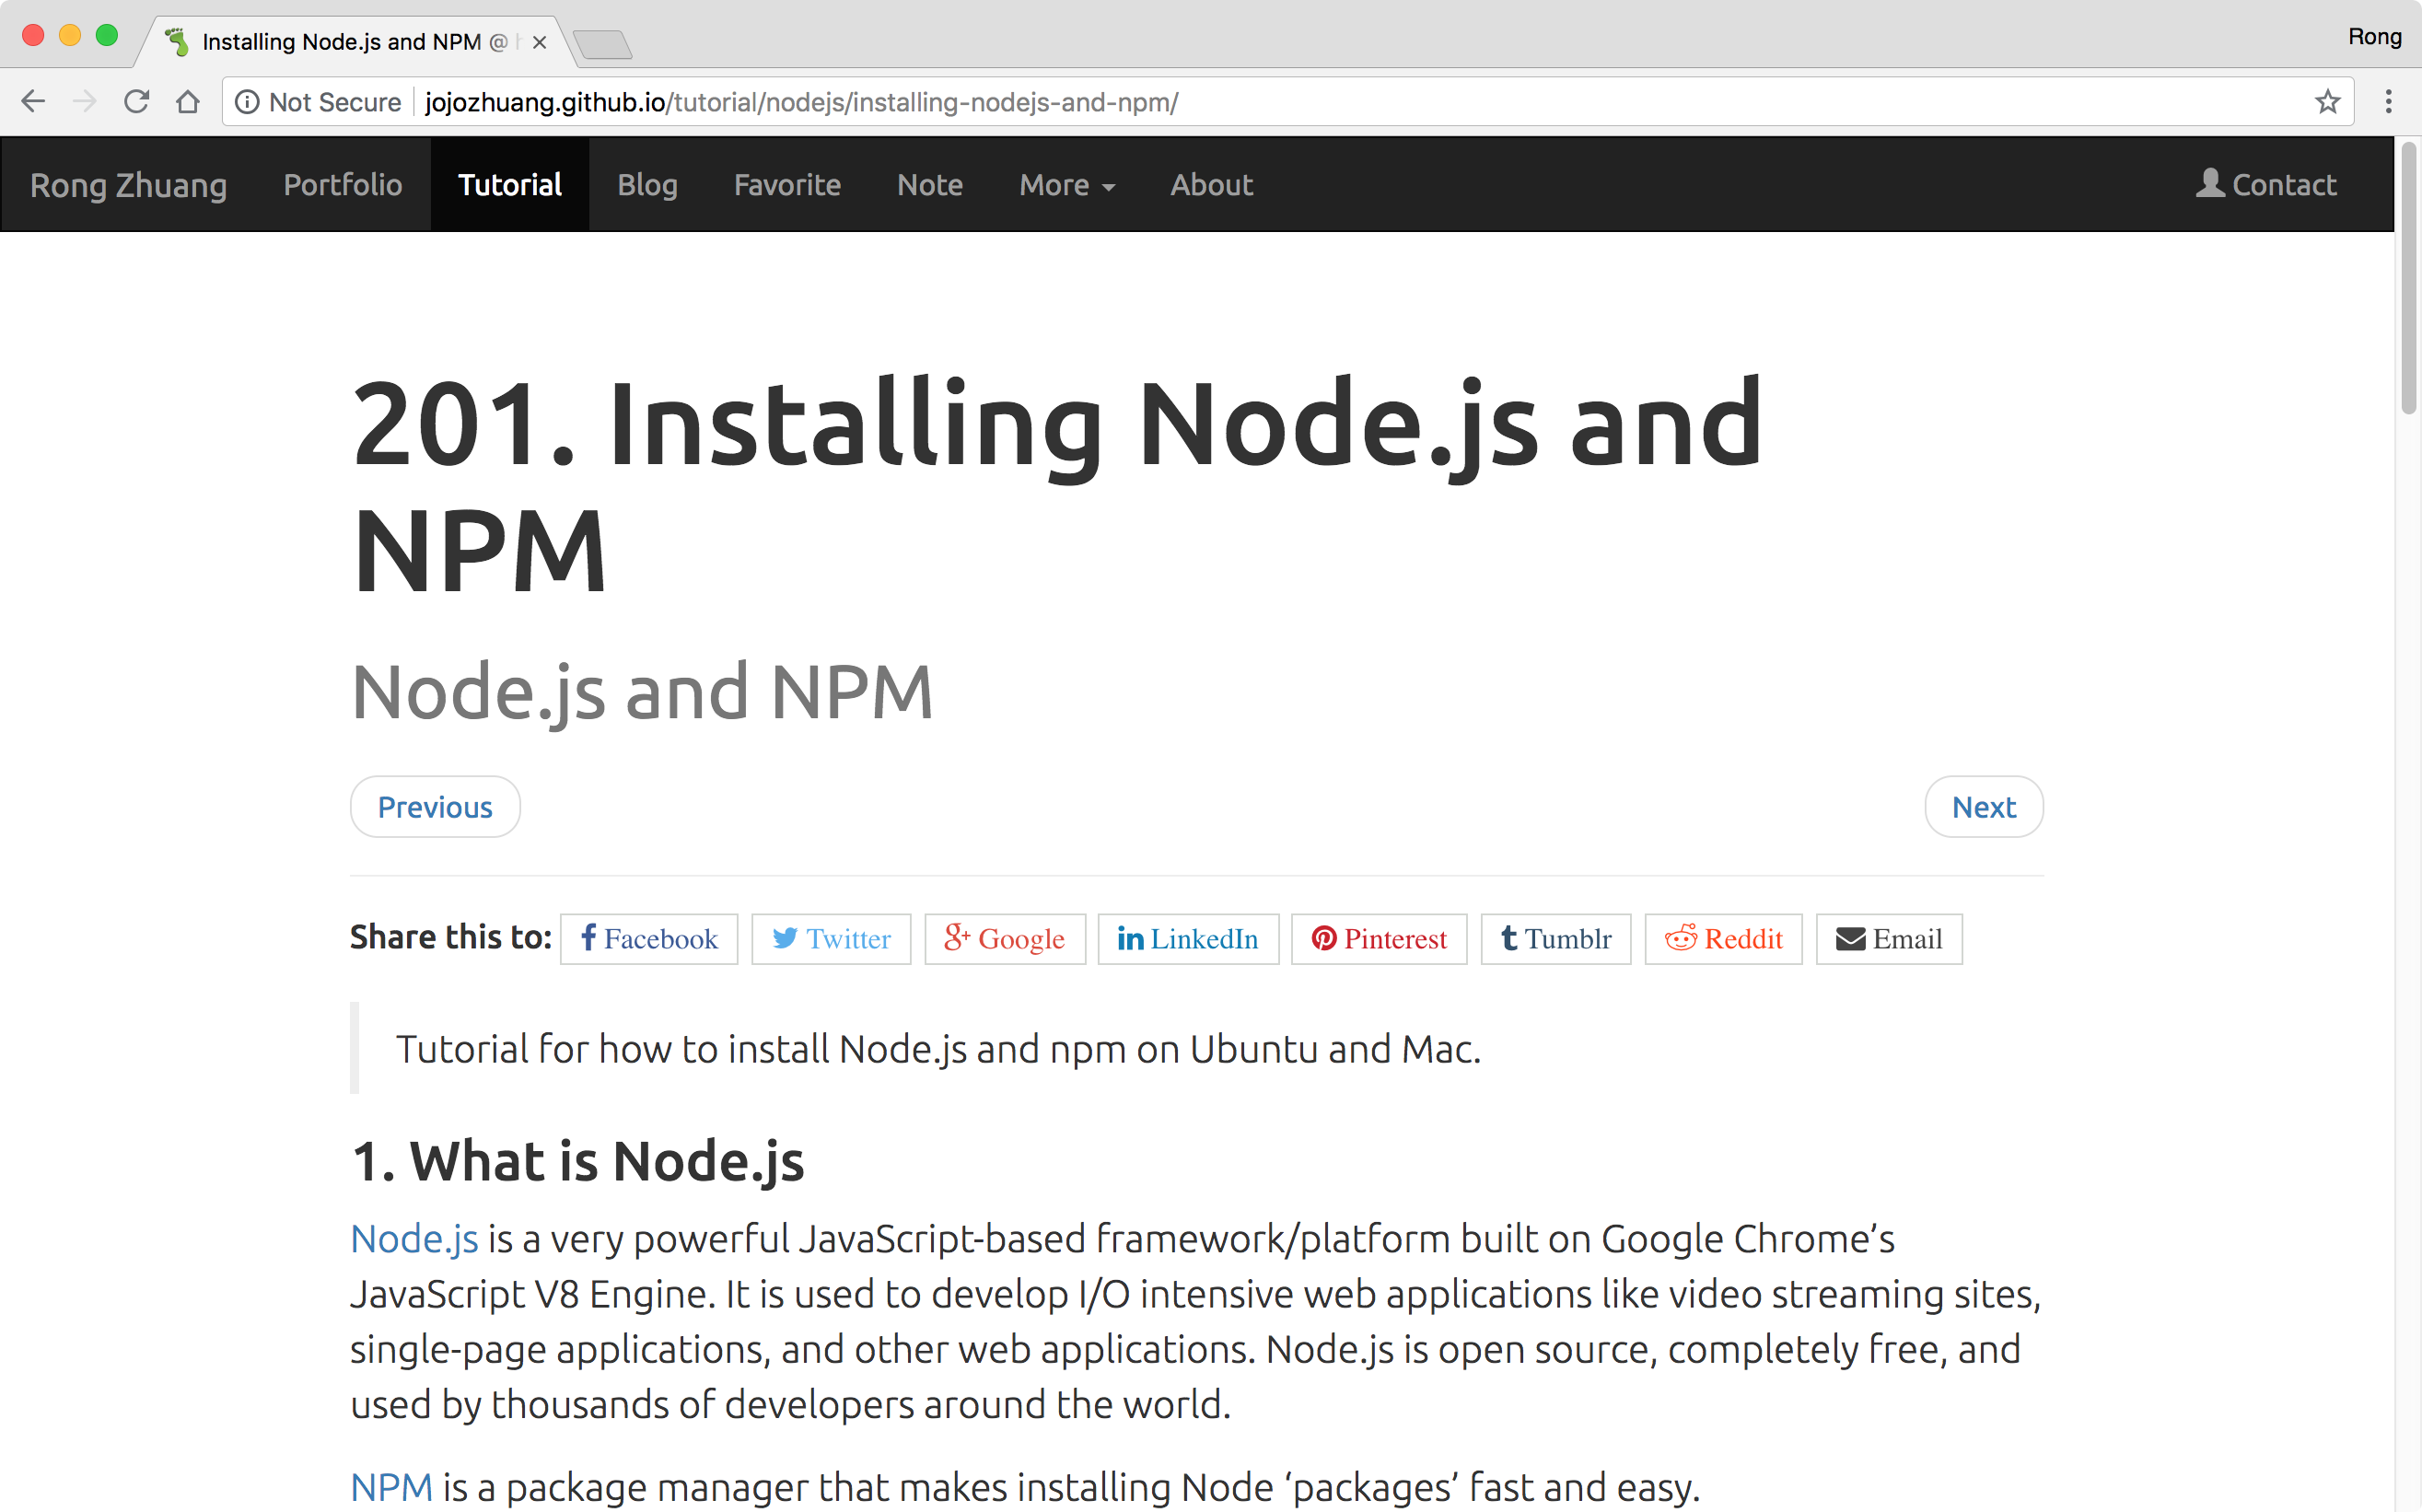 Installing Node.js and NPM @
Rong
Not Secure
jojozhuang.github.io/tutorial/nodejs/installing-nodejs-and-npm/
Rong Zhuang
Portfolio
Tutorial
Blog
Favorite
Note
More
About
Contact
201. Installing Node.js and
NPM
Node.js and NPM
Previous
Next
Share this to:
Facebook
Twitter
Google
LinkedIn
Pinterest
Tumblr
Reddit
Email
Tutorial for how to install Node.js and npm on Ubuntu and Mac.
1. What is Node.js
Node.js is a very powerful JavaScript-based framework/platform built on Google Chrome’s
JavaScript V8 Engine. It is used to develop I/O intensive web applications like video streaming sites,
single-page applications, and other web applications. Node.js is open source, completely free, and
used by thousands of developers around the world.
NPM is a package manager that makes installing Node ‘packages’ fast and easy.